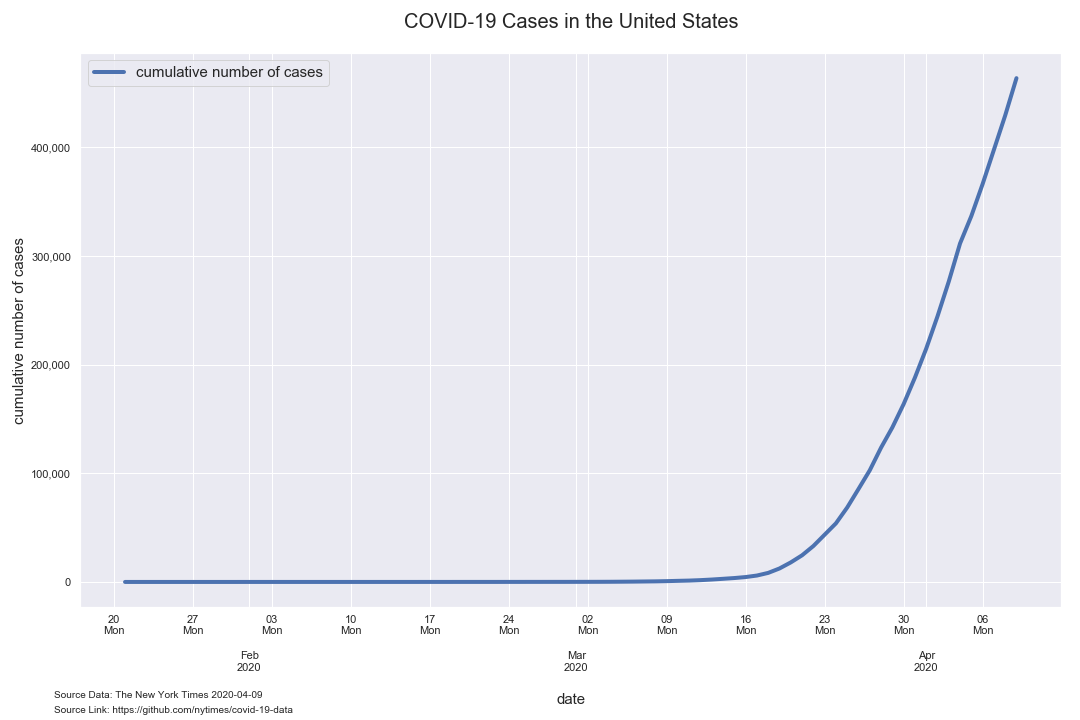 COVID-19 Cases in the United States
cumulative number of cases
cumulative number of cases
400,000
300,000
200,000
100,000
0
20 27 03 10 17 24 02 09 16 23 30 06
Mon Mon Mon Mon Mon Mon Mon Mon Mon Mon Mon Mon
Feb Mar Apr
2020 2020 2020
date
Source Data: The New York Times 2020-04-09
Source Link: https://github.com/nytimes/covid-19-data